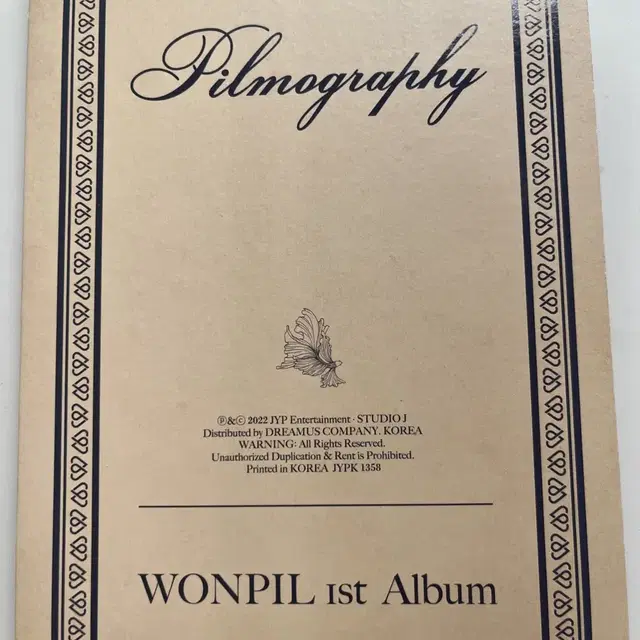 Pilmography
℗&© 2022 JYP Entertainment · STUDIO J
Distributed by DREAMUS COMPANY. KOREA
WARNING: All Rights Reserved.
Unauthorized Duplication & Rent is Prohibited.
Printed in KOREA JYPK 1358
WONPIL 1st Album